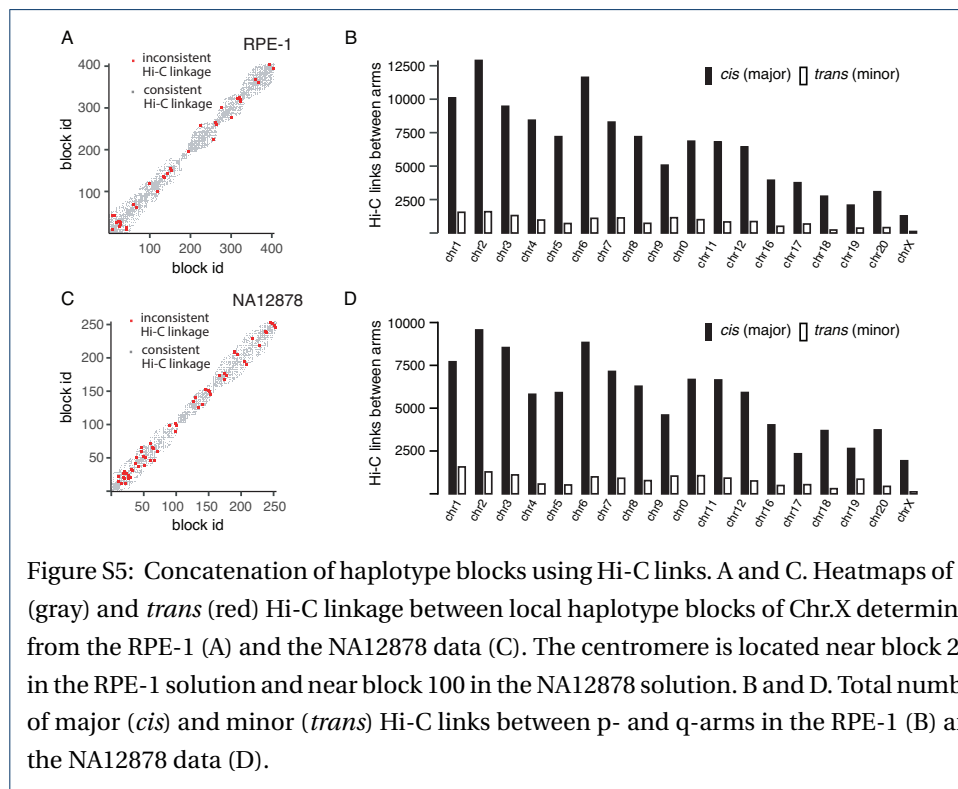 A
RPE-1
400
300
200
100
block id
inconsistent
Hi-C linkage
consistent
Hi-C linkage
100
200
300
400
block id
B
12500
10000
7500
5000
2500
Hi-C links between arms
cis (major)
trans (minor)
chr1
chr2
chr3
chr4
chr5
chr6
chr7
chr8
chr9
chr0
chr11
chr12
chr16
chr17
chr18
chr19
chr20
chrX
C
NA12878
250
200
150
100
50
block id
inconsistent
Hi-C linkage
consistent
Hi-C linkage
50
100
150
200
250
block id
D
10000
7500
5000
2500
Hi-C links between arms
cis (major)
trans (minor)
chr1
chr2
chr3
chr4
chr5
chr6
chr7
chr8
chr9
chr0
chr11
chr12
chr16
chr17
chr18
chr19
chr20
chrX
Figure S5: Concatenation of haplotype blocks using Hi-C links. A and C. Heatmaps of
(gray) and trans (red) Hi-C linkage between local haplotype blocks of Chr.X determin
from the RPE-1 (A) and the NA12878 data (C). The centromere is located near block 2
in the RPE-1 solution and near block 100 in the NA12878 solution. B and D. Total numb
of major (cis) and minor (trans) Hi-C links between p- and q-arms in the RPE-1 (B) a
the NA12878 data (D).